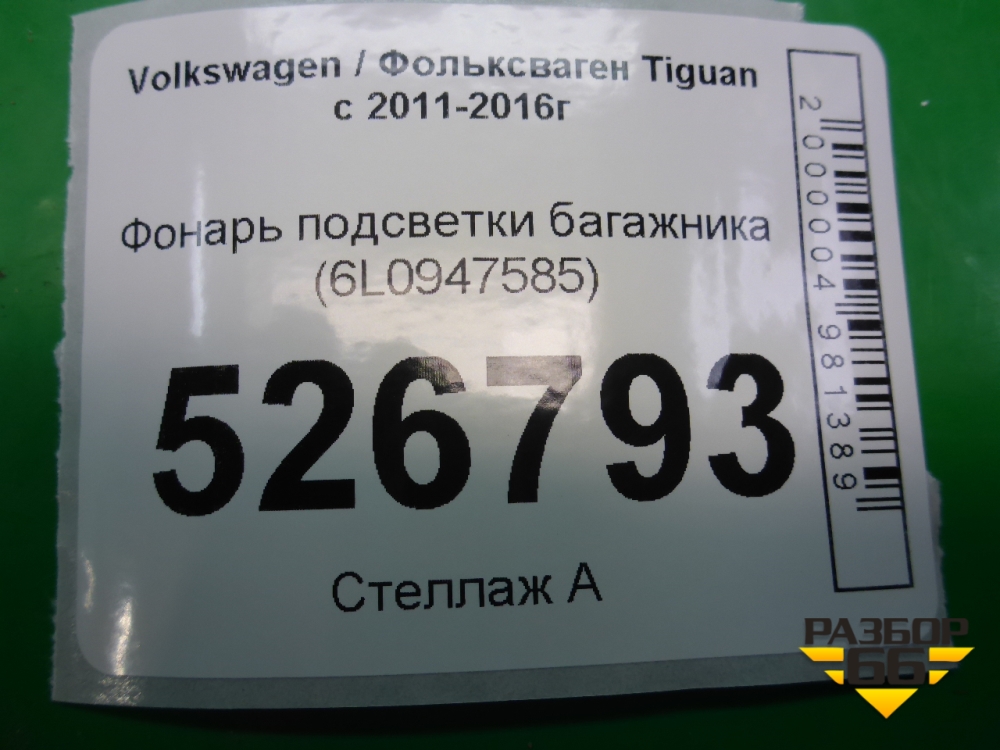 Volkswagen / Фольксваген Tiguan
с 2011-2016г
Фонарь подсветки багажника
(6L0947585)
526793
Стеллаж А
2000004981389
РАЗБОР
66